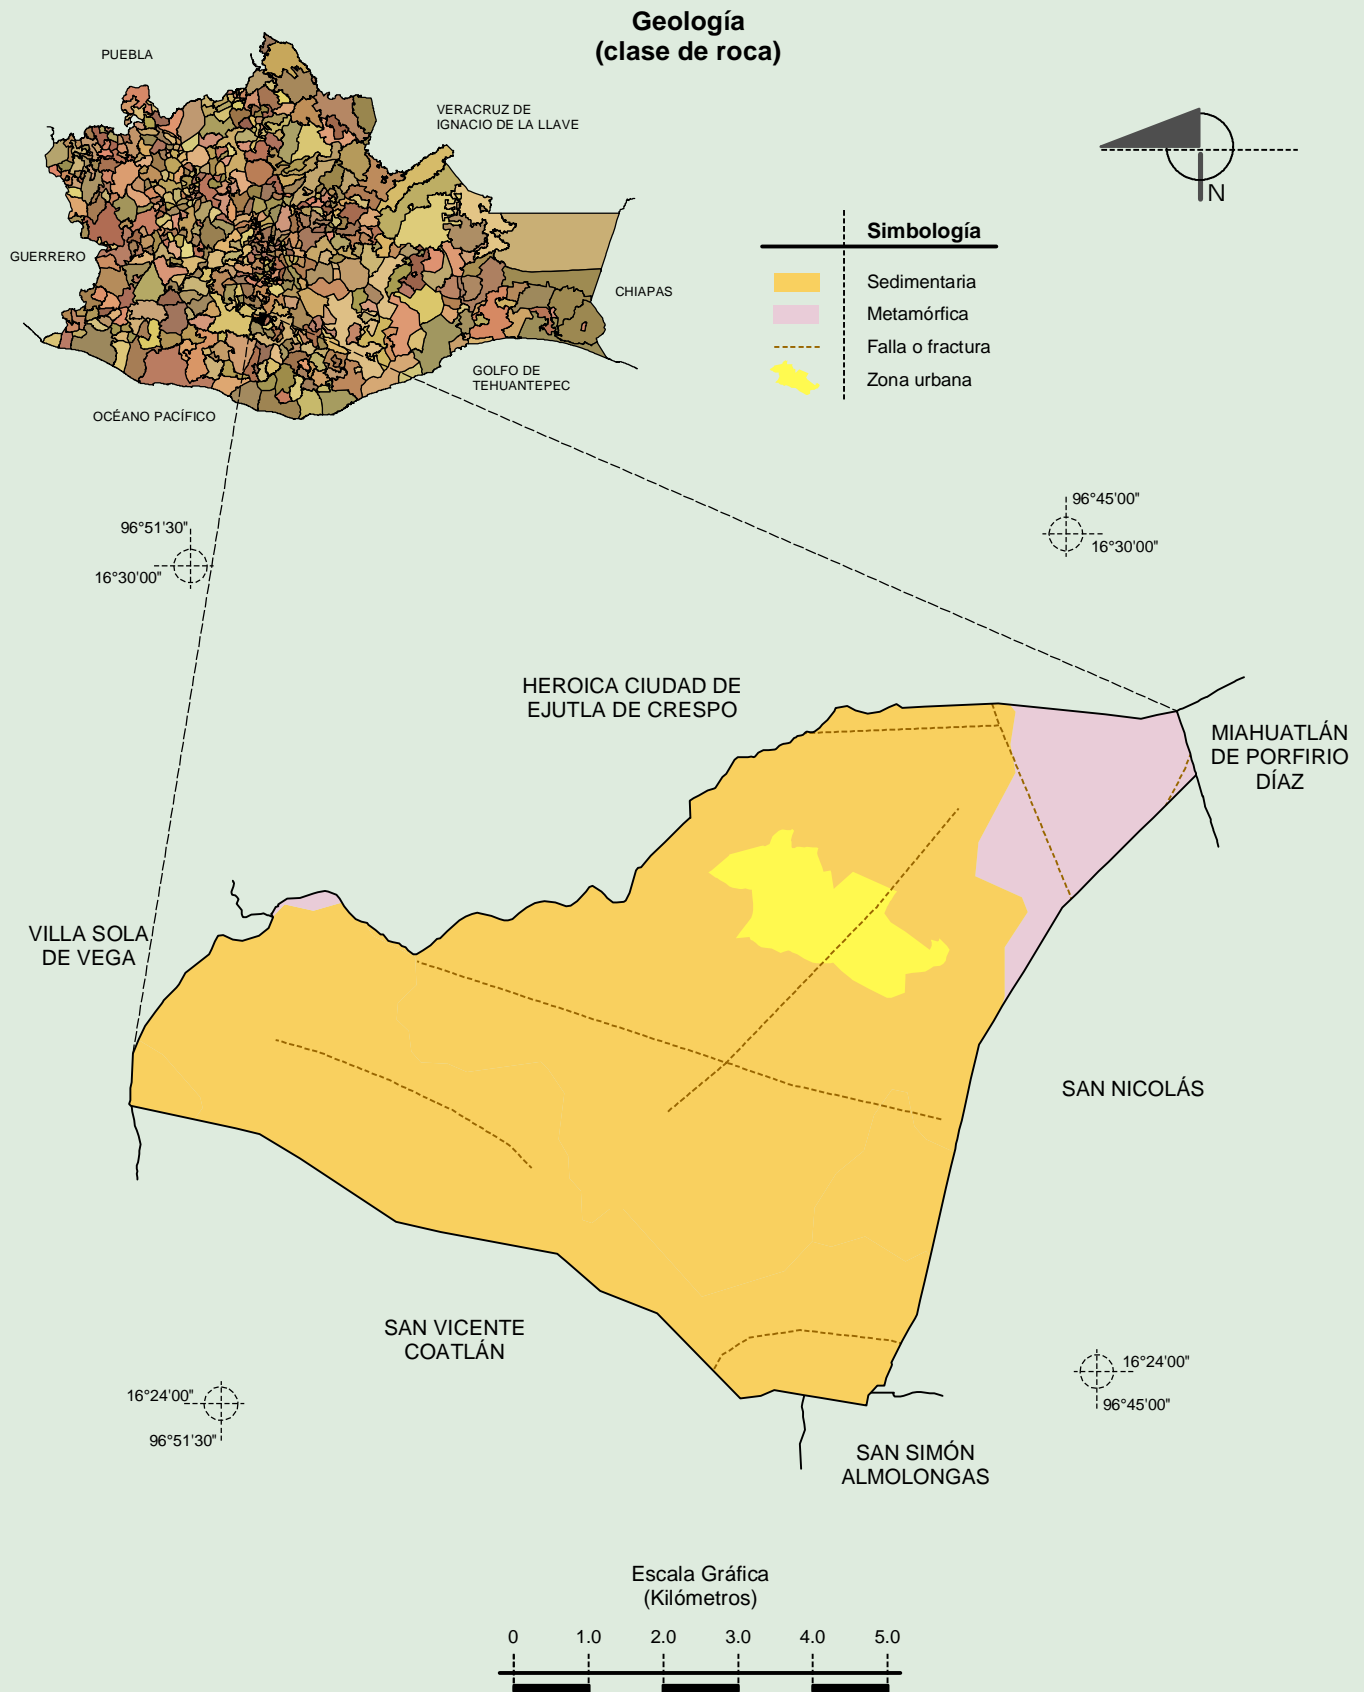 Geología
(clase de roca)
PUEBLA
VERACRUZ DE
IGNACIO DE LA LLAVE
GUERRERO
CHIAPAS
GOLFO DE
TEHUANTEPEC
OCÉANO PACÍFICO
N
Simbología
Sedimentaria
Metamórfica
Falla o fractura
Zona urbana
96°51'30"
16°30'00"
96°45'00"
16°30'00"
HEROICA CIUDAD DE
EJUTLA DE CRESPO
MIAHUATLÁN
DE PORFIRIO
DÍAZ
VILLA SOLA
DE VEGA
SAN NICOLÁS
SAN VICENTE
COATLÁN
16°24'00"
96°51'30"
16°24'00"
96°45'00"
SAN SIMÓN
ALMOLONGAS
Escala Gráfica
(Kilómetros)
0 1.0 2.0 3.0 4.0 5.0